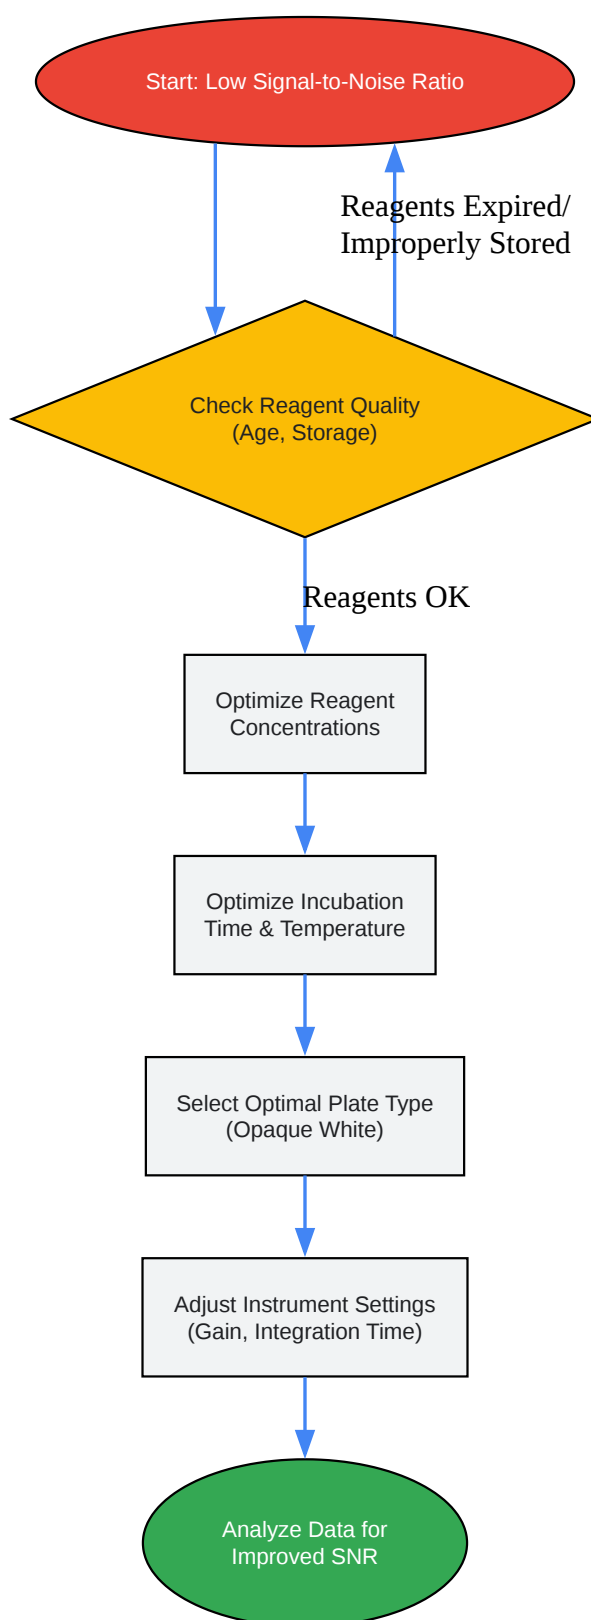 Start: Low Signal-to-Noise Ratio
Reagents Expired/
Improperly Stored
Check Reagent Quality
(Age, Storage)
Reagents OK
Optimize Reagent
Concentrations
Optimize Incubation
Time & Temperature
Select Optimal Plate Type
(Opaque White)
Adjust Instrument Settings
(Gain, Integration Time)
Analyze Data for
Improved SNR